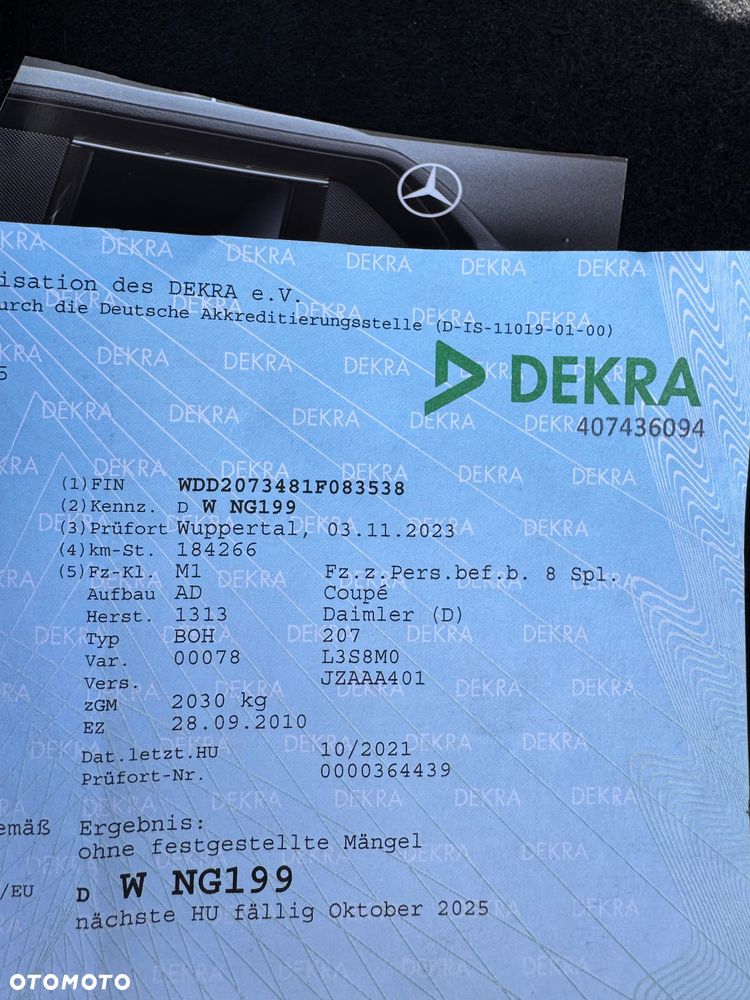 isation des DEKRA e.V.
urch die Deutsche Akkreditierungsstelle (D-IS-11019-01-00)
5
DEKRA
407436094
(1) FIN WDD2073481F083538
(2) Kennz. D W NG199
(3) Prüfort Wuppertal, 03.11.2023
(4) km-St. 184266
(5) Fz-Kl. M1 Fz.z.Pers.bef.b. 8 Spl.
Aufbau AD Coupé
Herst. 1313 Daimler (D)
Typ BOH 207
Var. 00078 L3S8M0
Vers. JZAAA401
zGM 2030 kg
EZ 28.09.2010
Dat.letzt.HU 10/2021
Prüfort-Nr. 0000364439
emäß Ergebnis:
ohne festgestellte Mängel
/EU D W NG199
nächste HU fällig Oktober 2025
OTOMOTO